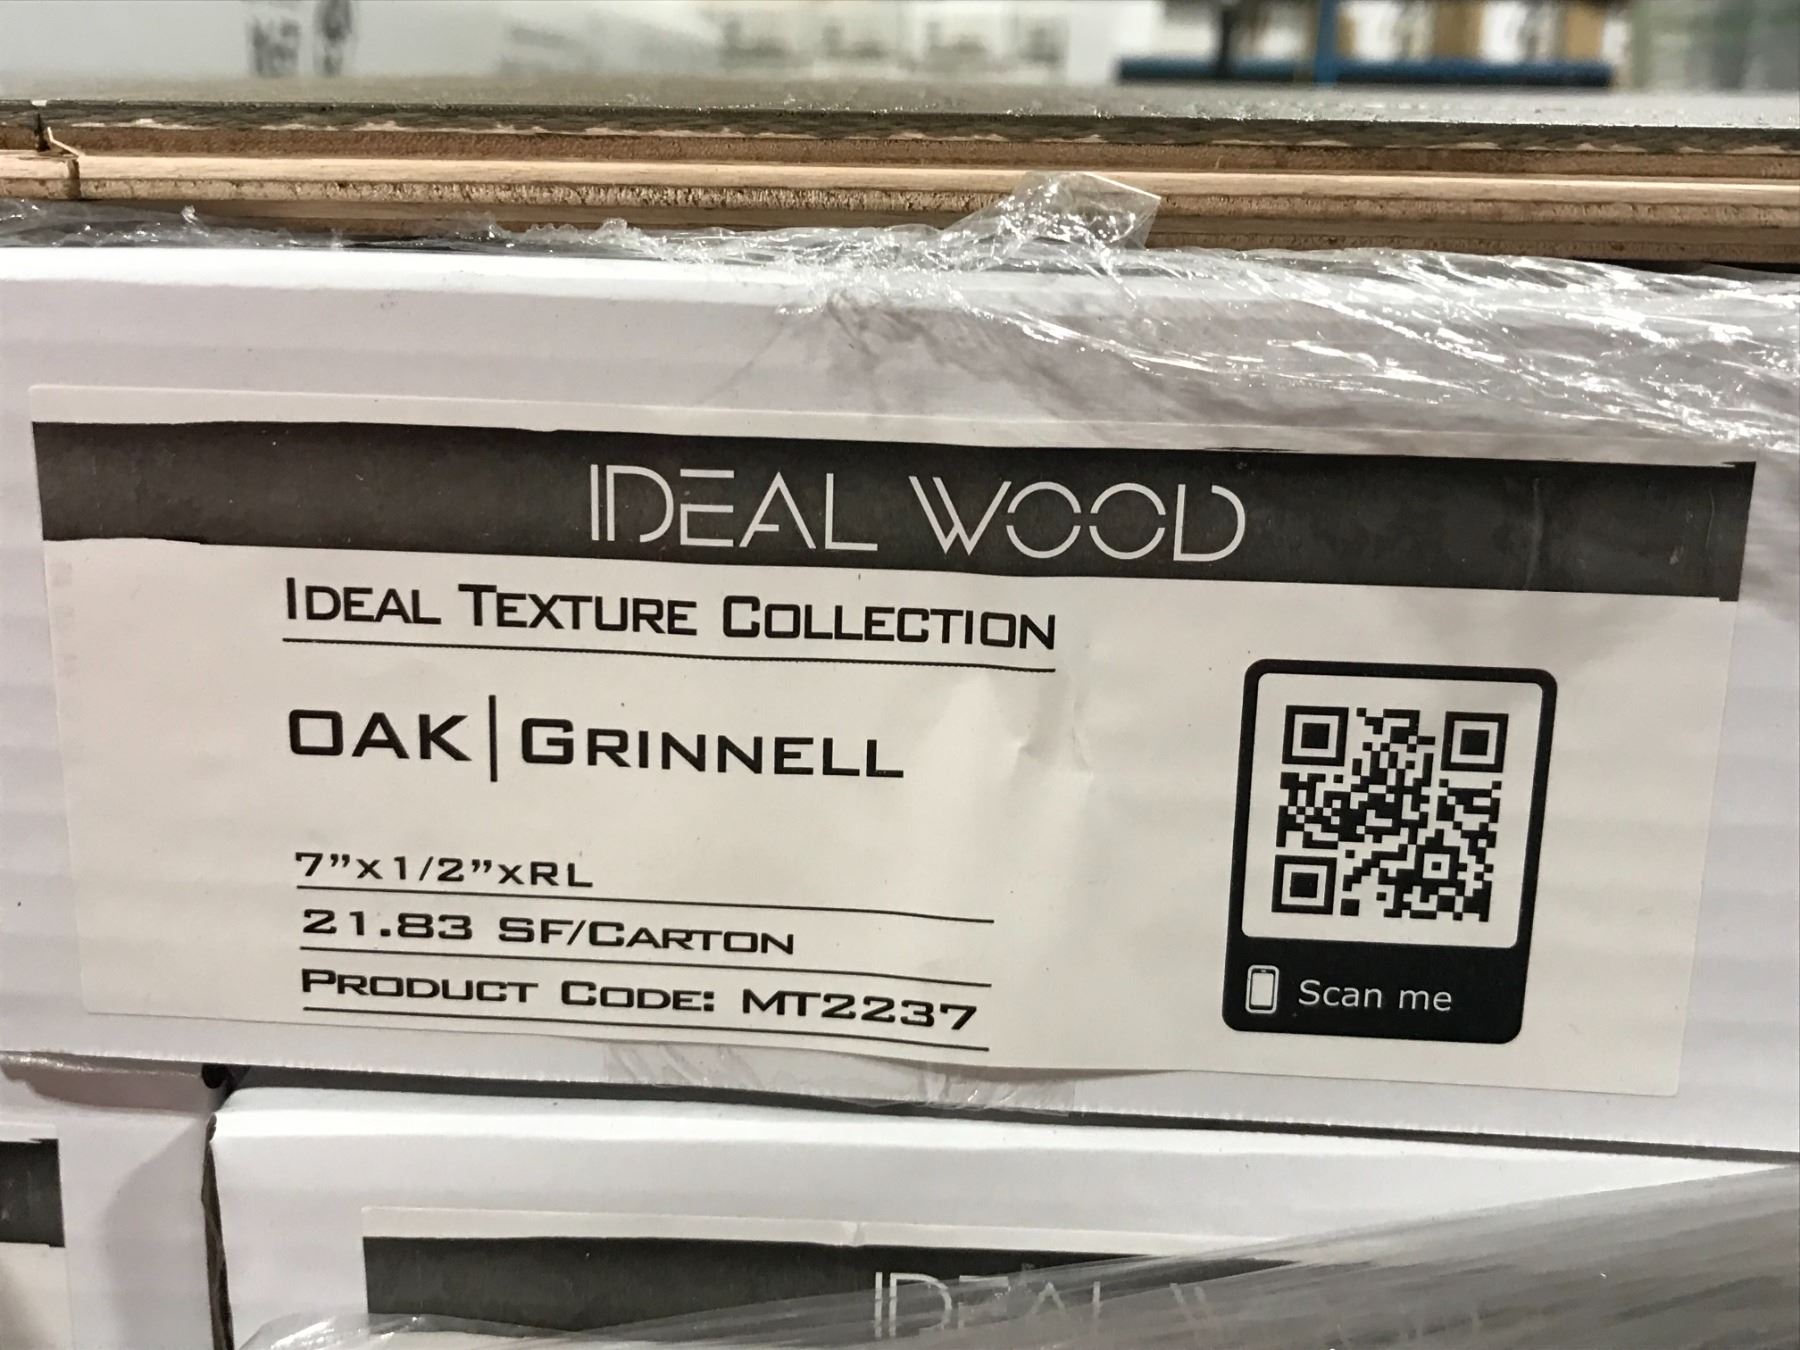 IDEAL WOOD
IDEAL TEXTURE COLLECTION
OAK | GRINNELL
7”x1/2”xRL
21.83 SF/CARTON
PRODUCT CODE: MT2237
Scan me
IDEAL